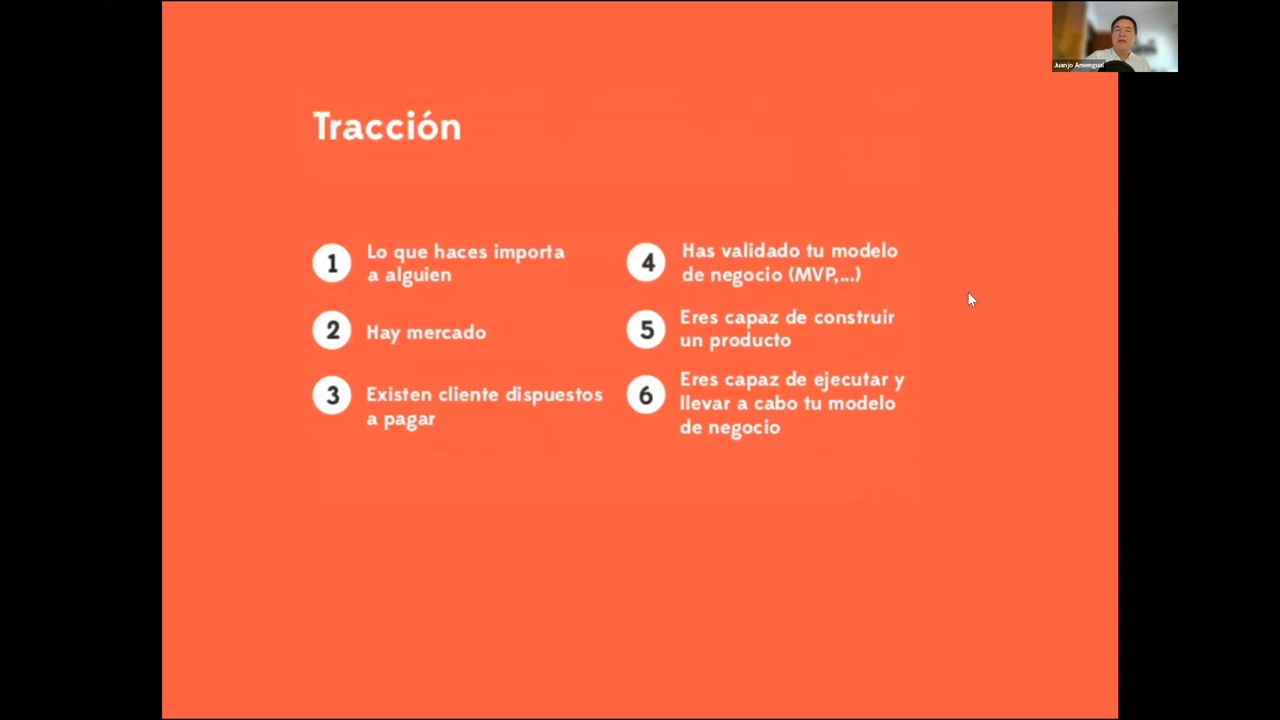 Juanjo Amengual
Tracción
1
Lo que haces importa
a alguien
2
Hay mercado
3
Existen cliente dispuestos
a pagar
4
Has validado tu modelo
de negocio (MVP,...)
5
Eres capaz de construir
un producto
6
Eres capaz de ejecutar y
llevar a cabo tu modelo
de negocio